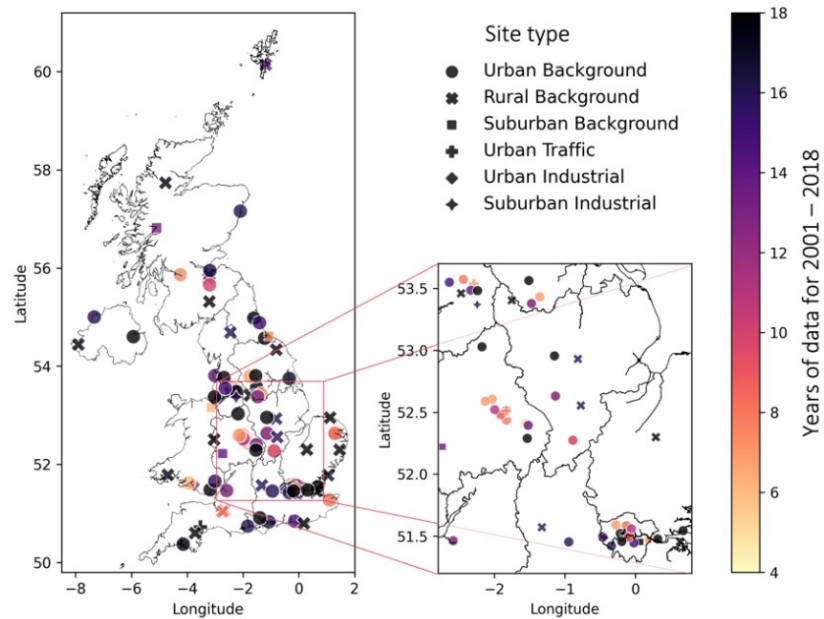 Site type
Urban Background
Rural Background
Suburban Background
Urban Traffic
Urban Industrial
Suburban Industrial
60
58
56
54
52
50
Latitude
−8
−6
−4
−2
0
2
Longitude
53.5
53.0
52.5
52.0
51.5
Latitude
−2
−1
0
Longitude
18
16
14
12
10
8
6
4
Years of data for 2001 – 2018